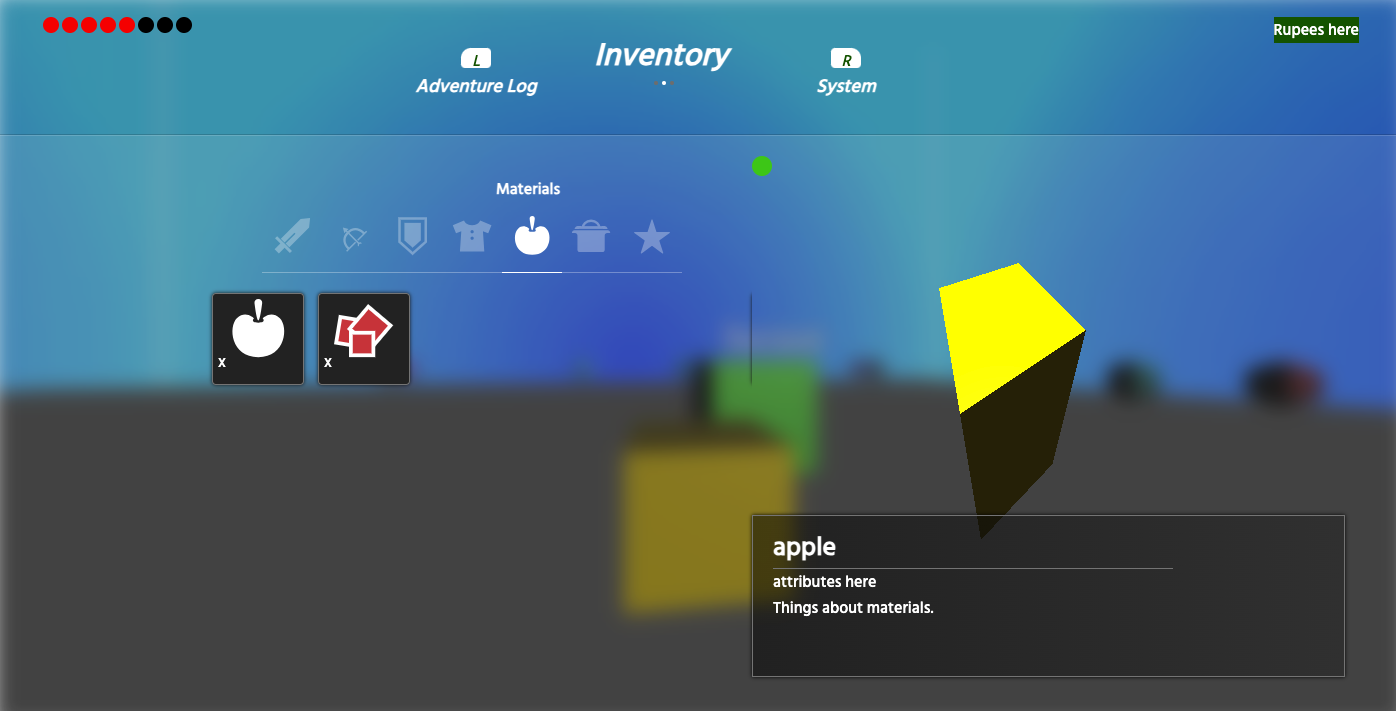 Rupees here
Inventory
L
R
Adventure Log
System
Materials
x
x
apple
attributes here
Things about materials.